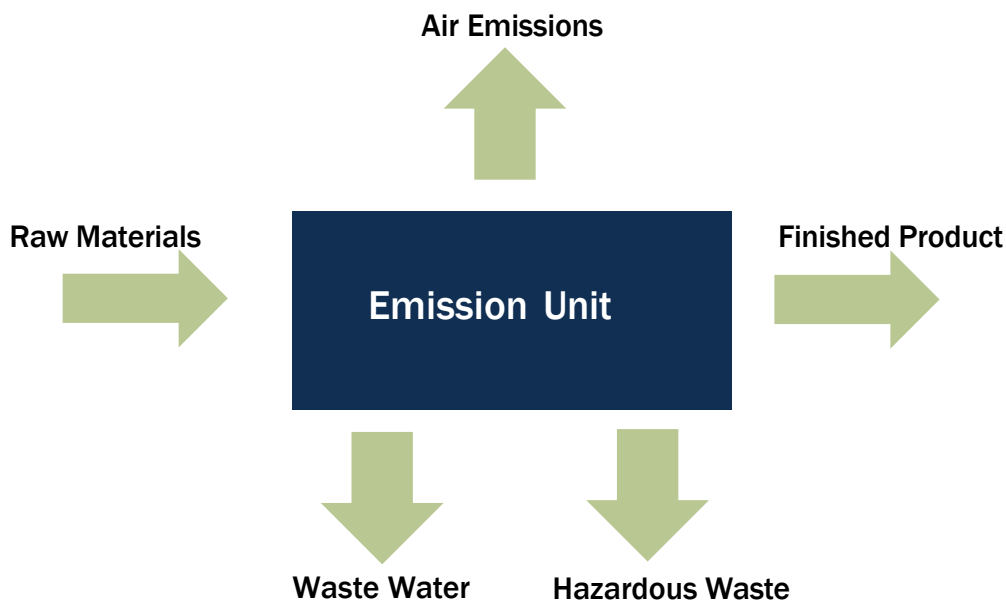 Air Emissions
Raw Materials
Finished Product
Emission Unit
Waste Water
Hazardous Waste